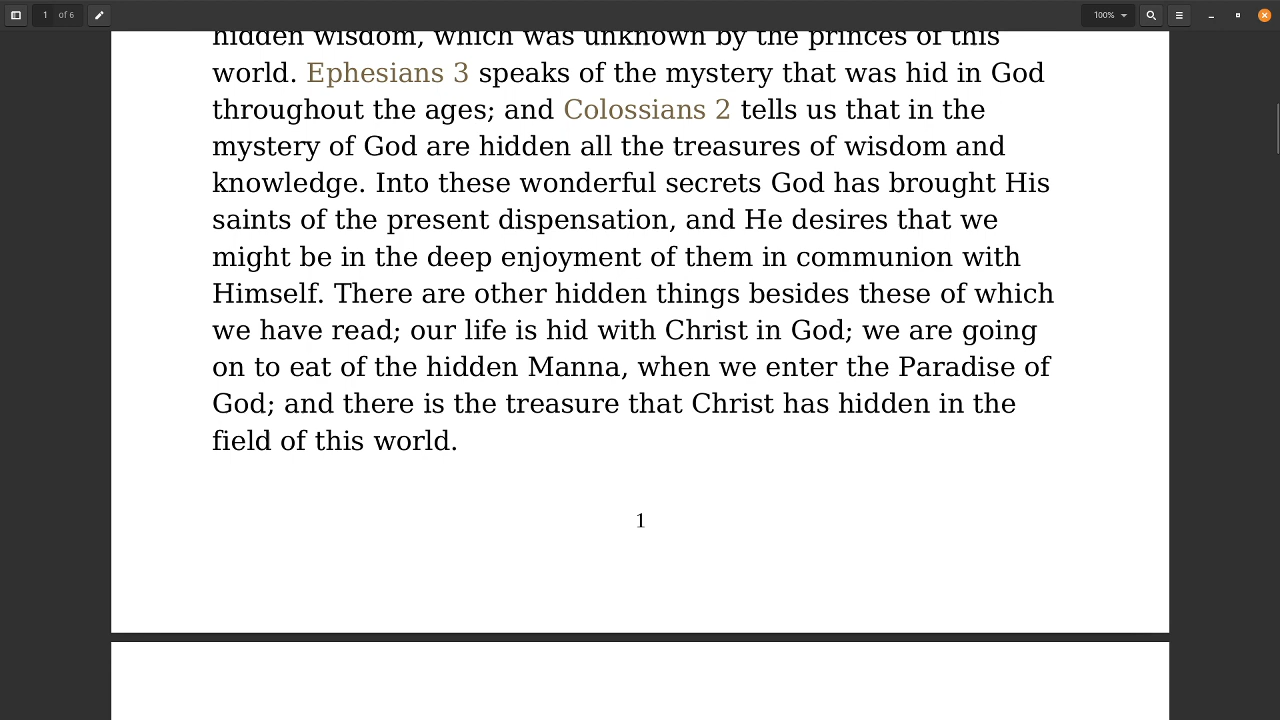 1 of 6
100%
hidden wisdom, which was unknown by the princes of this
world. Ephesians 3 speaks of the mystery that was hid in God
throughout the ages; and Colossians 2 tells us that in the
mystery of God are hidden all the treasures of wisdom and
knowledge. Into these wonderful secrets God has brought His
saints of the present dispensation, and He desires that we
might be in the deep enjoyment of them in communion with
Himself. There are other hidden things besides these of which
we have read; our life is hid with Christ in God; we are going
on to eat of the hidden Manna, when we enter the Paradise of
God; and there is the treasure that Christ has hidden in the
field of this world.
1